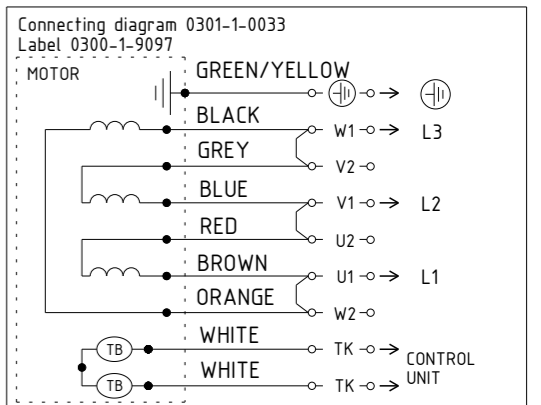 Connecting diagram 0301-1-0033
Label 0300-1-9097
MOTOR
GREEN/YELLOW
BLACK W1 L3
GREY V2
BLUE V1 L2
RED U2
BROWN U1 L1
ORANGE W2
TB WHITE TK
CONTROL
UNIT
TB WHITE TK